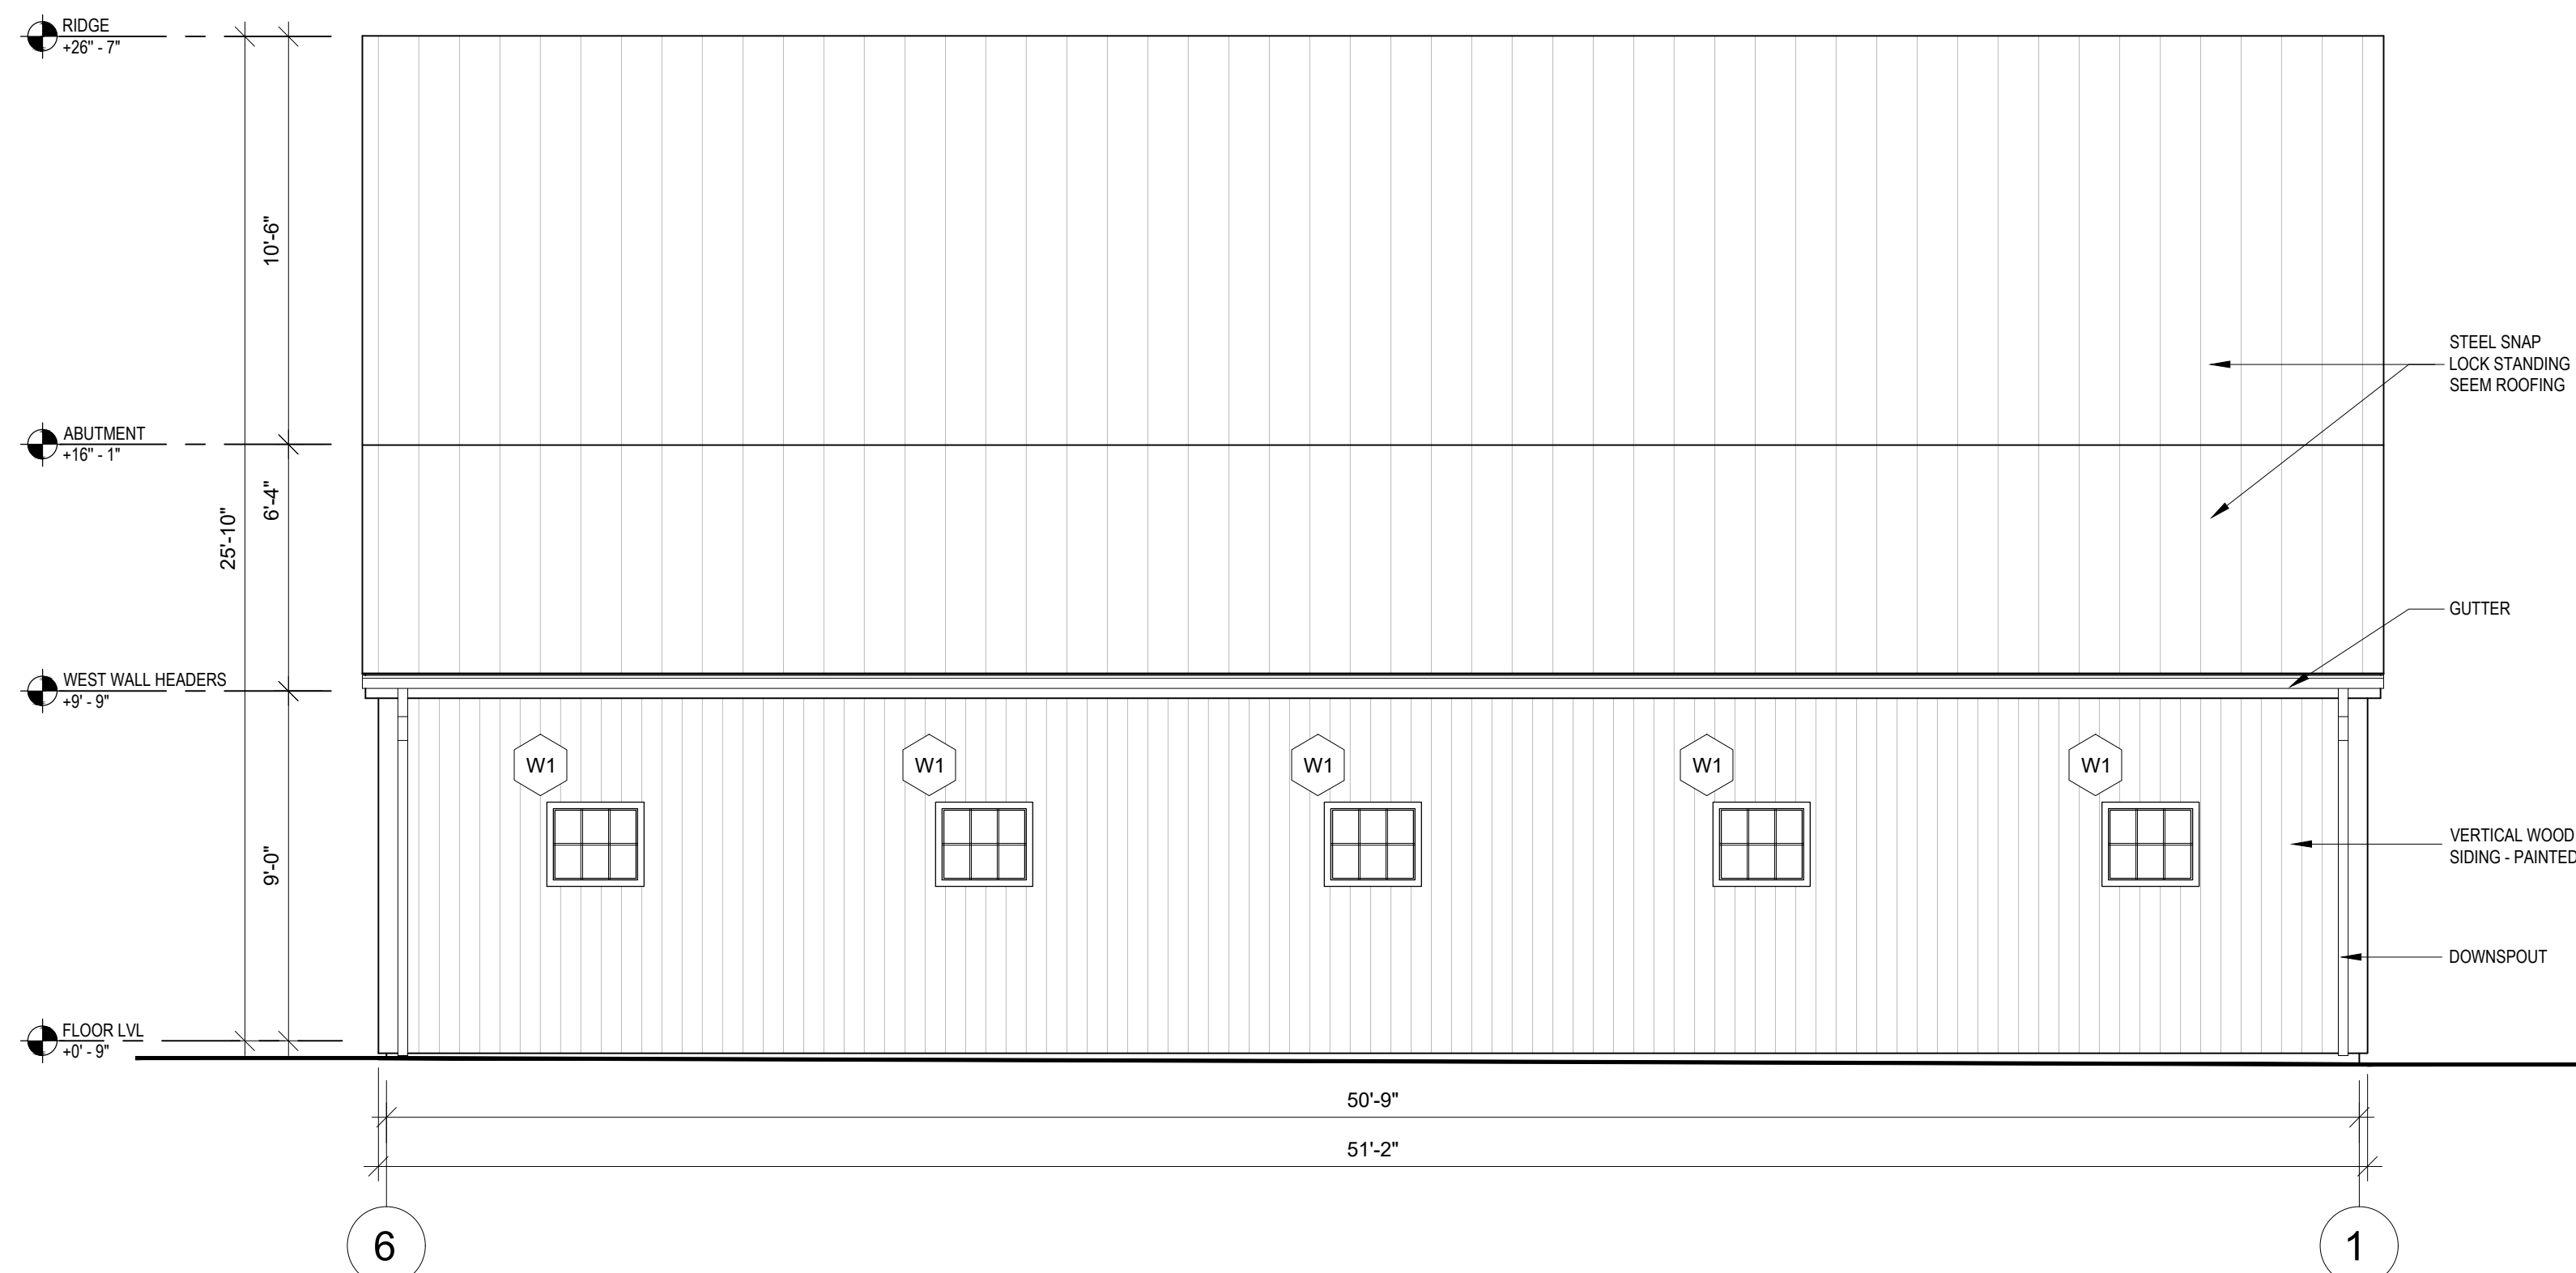 RIDGE
+26" - 7"
10'-6"
STEEL SNAP
LOCK STANDING
SEEM ROOFING
ABUTMENT
+16" - 1"
6'-4"
25'-10"
GUTTER
WEST WALL HEADERS
+9' - 9"
W1
W1
W1
W1
W1
VERTICAL WOOD
SIDING - PAINTED
9'-0"
DOWNSPOUT
FLOOR LVL
+0' - 9"
50'-9"
51'-2"
6
1